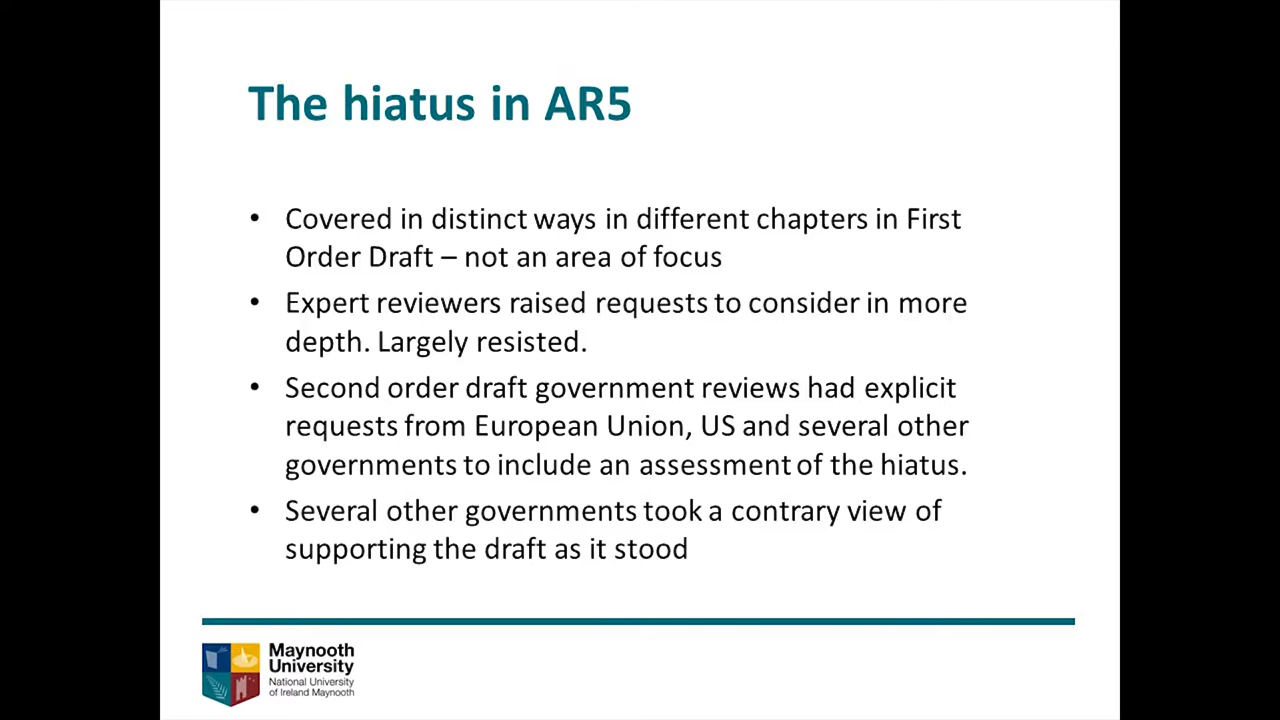 The hiatus in AR5
• Covered in distinct ways in different chapters in First
Order Draft – not an area of focus
• Expert reviewers raised requests to consider in more
depth. Largely resisted.
• Second order draft government reviews had explicit
requests from European Union, US and several other
governments to include an assessment of the hiatus.
• Several other governments took a contrary view of
supporting the draft as it stood
Maynooth
University
National University
of Ireland Maynooth